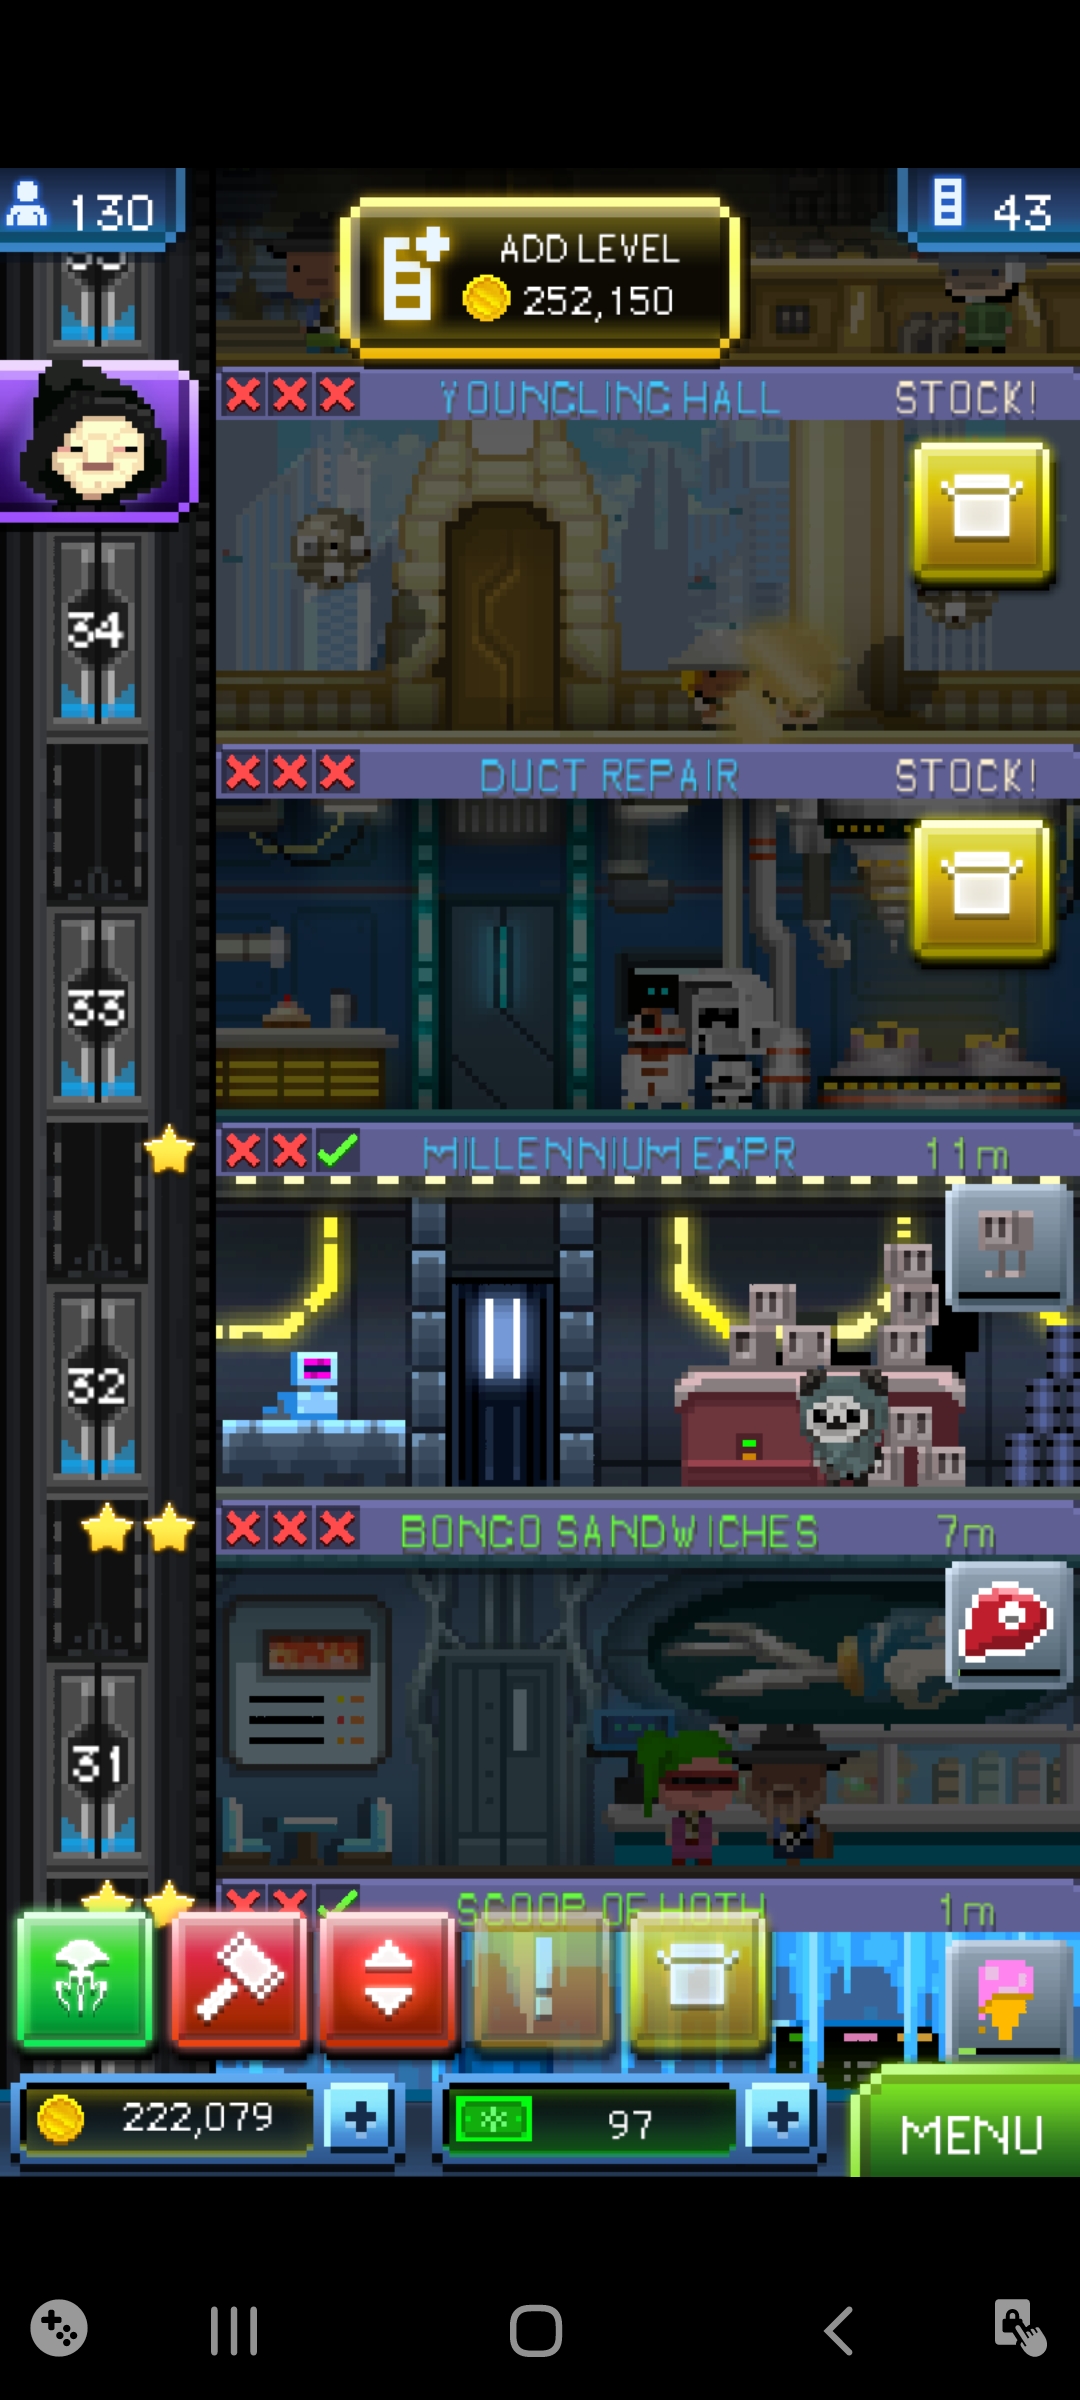 130
ADD LEVEL
252,150
43
YOUNGLING HALL
STOCK!
34
DUCT REPAIR
STOCK!
33
MILLENNIUM EXPR
11m
32
BONGO SANDWICHES
7m
31
SCOOP OF HOTH
1m
222,079
97
MENU